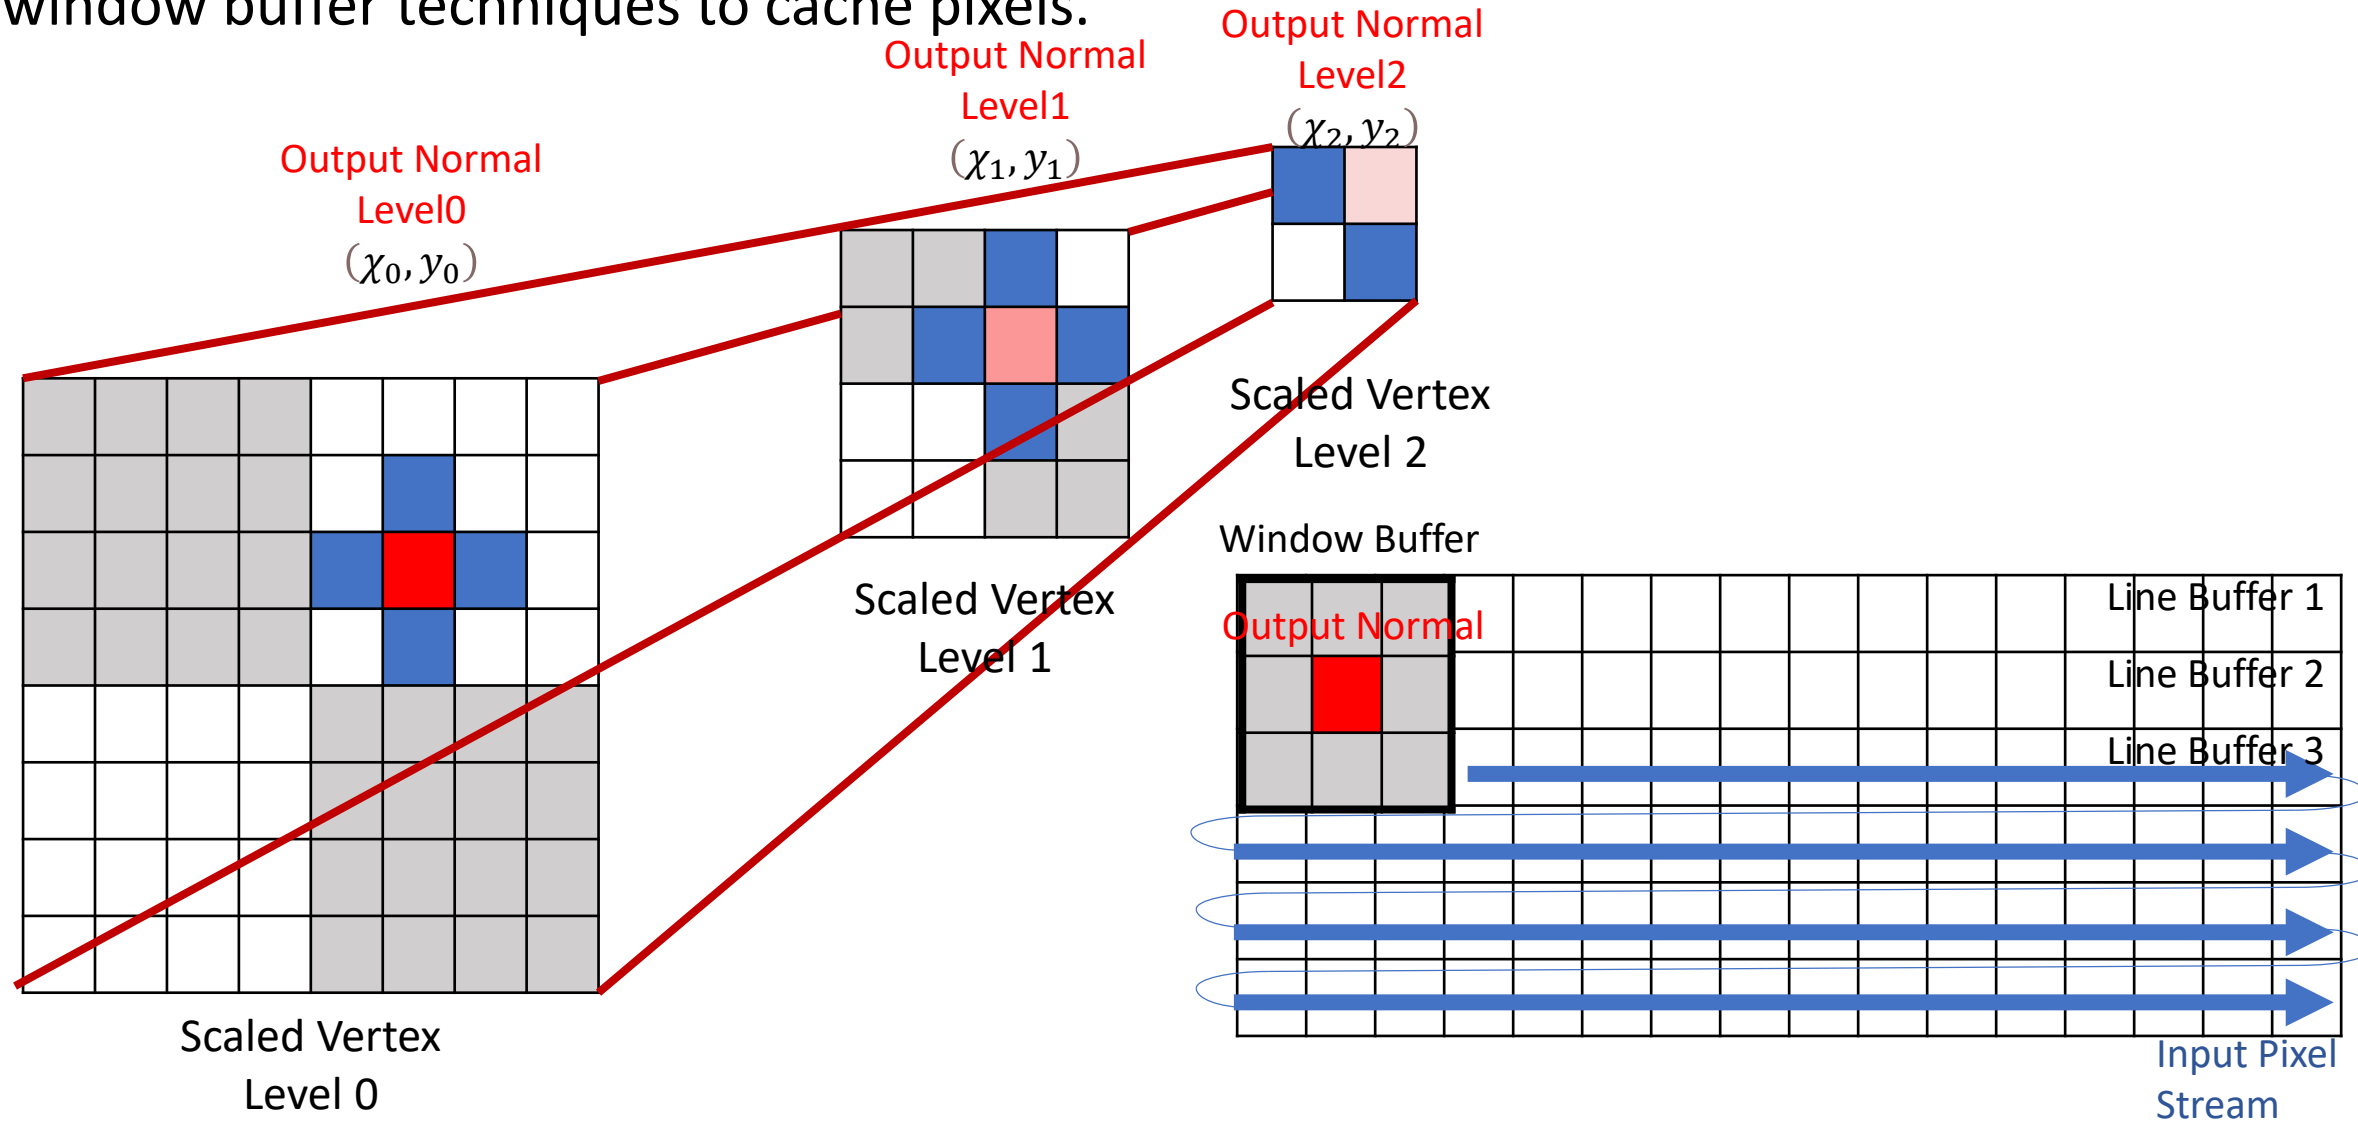 window buffer techniques to cache pixels.
Output Normal
Level0
(χ₀, y₀)
Output Normal
Level1
(χ₁, y₁)
Output Normal
Level2
(χ₂, y₂)
Scaled Vertex
Level 0
Scaled Vertex
Level 1
Scaled Vertex
Level 2
Window Buffer
Output Normal
Line Buffer 1
Line Buffer 2
Line Buffer 3
Input Pixel
Stream